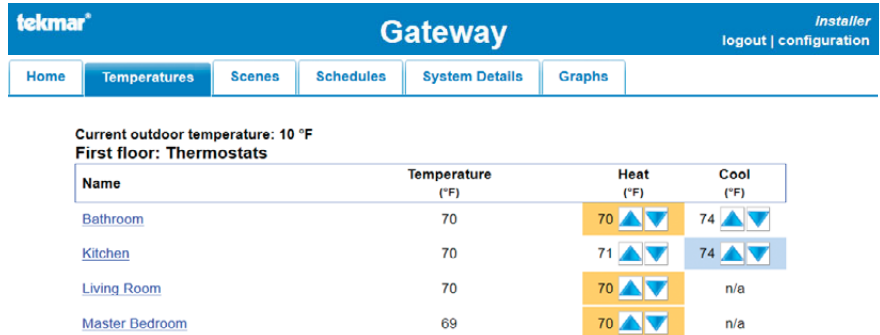 tekmar®
Gateway
Installer
logout | configuration
Home Temperatures Scenes Schedules System Details Graphs
Current outdoor temperature: 10 °F
First floor: Thermostats
Name Temperature (°F) Heat (°F) Cool (°F)
Bathroom 70 70 74
Kitchen 70 71 74
Living Room 70 70 n/a
Master Bedroom 69 70 n/a